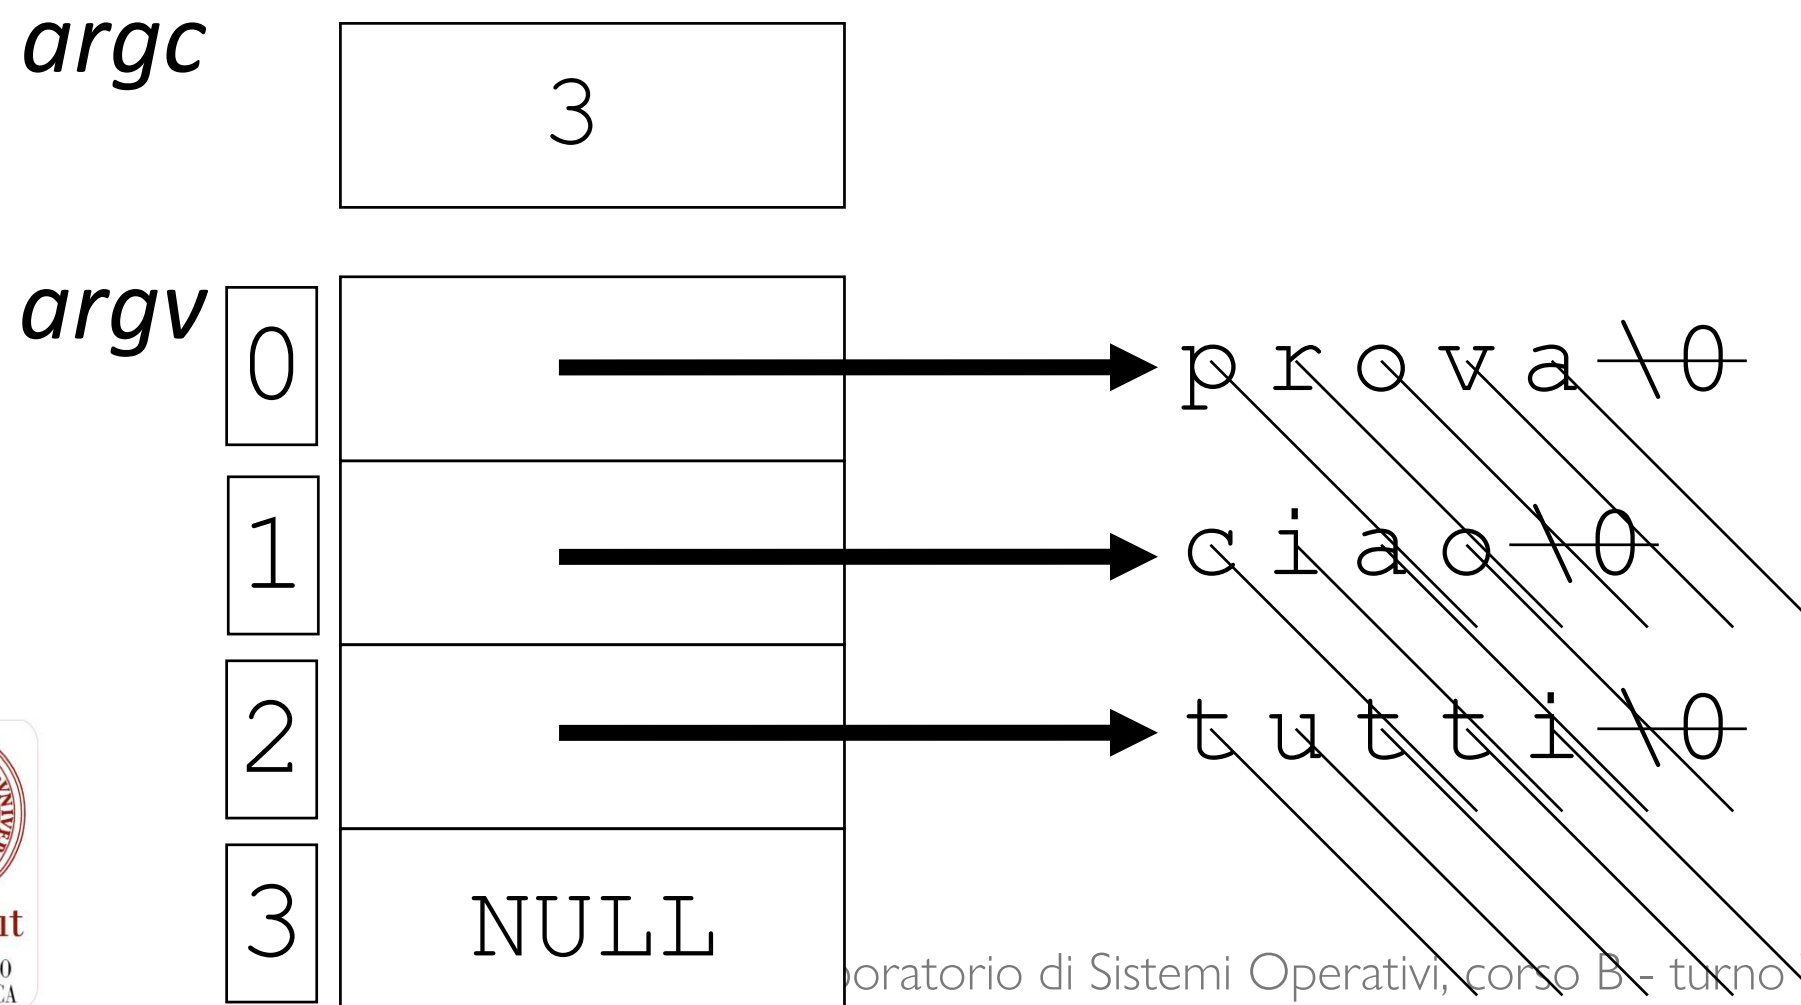 argc
3
argv
0
prova\0
1
ciao\0
2
tutti\0
3
NULL
di Sistemi Operativi, corso B - turno